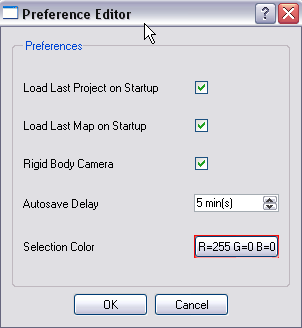 Preference Editor
Preferences
Load Last Project on Startup
Load Last Map on Startup
Rigid Body Camera
Autosave Delay 5 min(s)
Selection Color R=255 G=0 B=0
OK Cancel